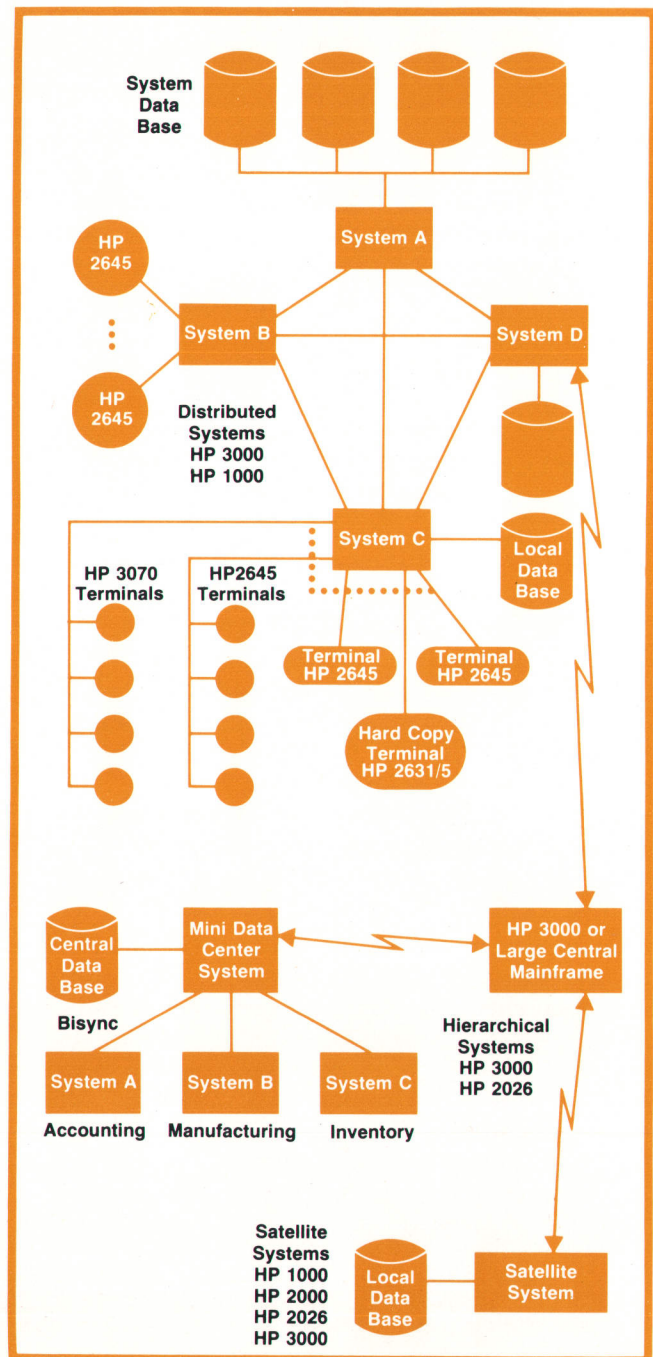 System
Data
Base
System A
HP
2645
System B
System D
HP
2645
Distributed
Systems
HP 3000
HP 1000
System C
Local
Data
Base
HP 3070
Terminals
HP2645
Terminals
Terminal
HP 2645
Terminal
HP 2645
Hard Copy
Terminal
HP 2631/5
Central
Data
Base
Mini Data
Center
System
HP 3000 or
Large Central
Mainframe
Bisync
Hierarchical
Systems
HP 3000
HP 2026
System A
System B
System C
Accounting
Manufacturing
Inventory
Satellite
Systems
HP 1000
HP 2000
HP 2026
HP 3000
Local
Data
Base
Satellite
System